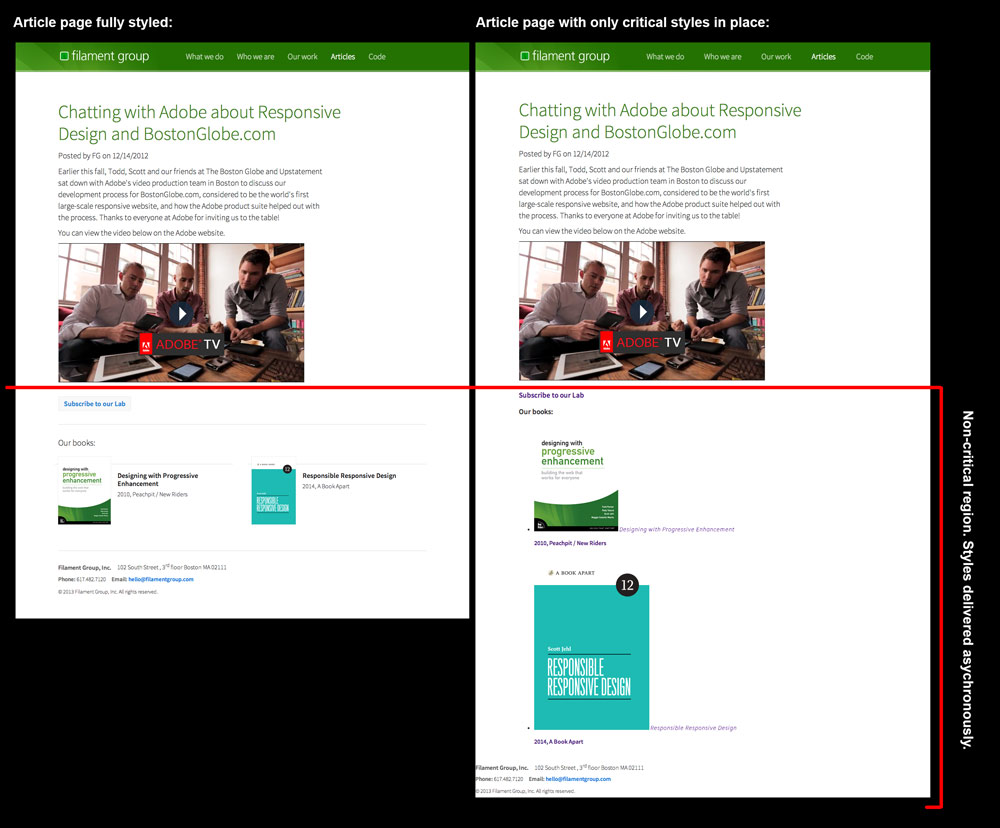 Article page fully styled:
filament group What we do Who we are Our work Articles Code
Chatting with Adobe about Responsive
Design and BostonGlobe.com
Posted by FG on 12/14/2012
Earlier this fall, Todd, Scott and our friends at The Boston Globe and Upstatement
sat down with Adobe's video production team in Boston to discuss our
development process for BostonGlobe.com, considered to be the world's first
large-scale responsive website, and how the Adobe product suite helped out with
the process. Thanks to everyone at Adobe for inviting us to the table!
You can view the video below on the Adobe website.
ADOBE TV
Subscribe to our Lab
Our books:
designing with
progressive
enhancement
building the web that
works for everyone
Designing with Progressive
Enhancement
2010, Peachpit / New Riders
12
RESPONSIBLE
RESPONSIVE DESIGN
Responsible Responsive Design
2014, A Book Apart
Filament Group, Inc. 102 South Street , 3rd floor Boston MA 02111
Phone: 617.482.7120 Email: hello@filamentgroup.com
© 2013 Filament Group, Inc. All rights reserved.
Article page with only critical styles in place:
filament group What we do Who we are Our work Articles Code
Chatting with Adobe about Responsive
Design and BostonGlobe.com
Posted by FG on 12/14/2012
Earlier this fall, Todd, Scott and our friends at The Boston Globe and Upstatement
sat down with Adobe's video production team in Boston to discuss our
development process for BostonGlobe.com, considered to be the world's first
large-scale responsive website, and how the Adobe product suite helped out with
the process. Thanks to everyone at Adobe for inviting us to the table!
You can view the video below on the Adobe website.
ADOBE TV
Subscribe to our Lab
Our books:
designing with
progressive
enhancement
building the web that
works for everyone
Designing with Progressive Enhancement
2010, Peachpit / New Riders
A BOOK APART
12
Scott Jehl
RESPONSIBLE
RESPONSIVE DESIGN
Responsible Responsive Design
2014, A Book Apart
Filament Group, Inc. 102 South Street , 3rd floor Boston MA 02111
Phone: 617.482.7120 Email: hello@filamentgroup.com
© 2013 Filament Group, Inc. All rights reserved.
Non-critical region. Styles delivered asychronously.